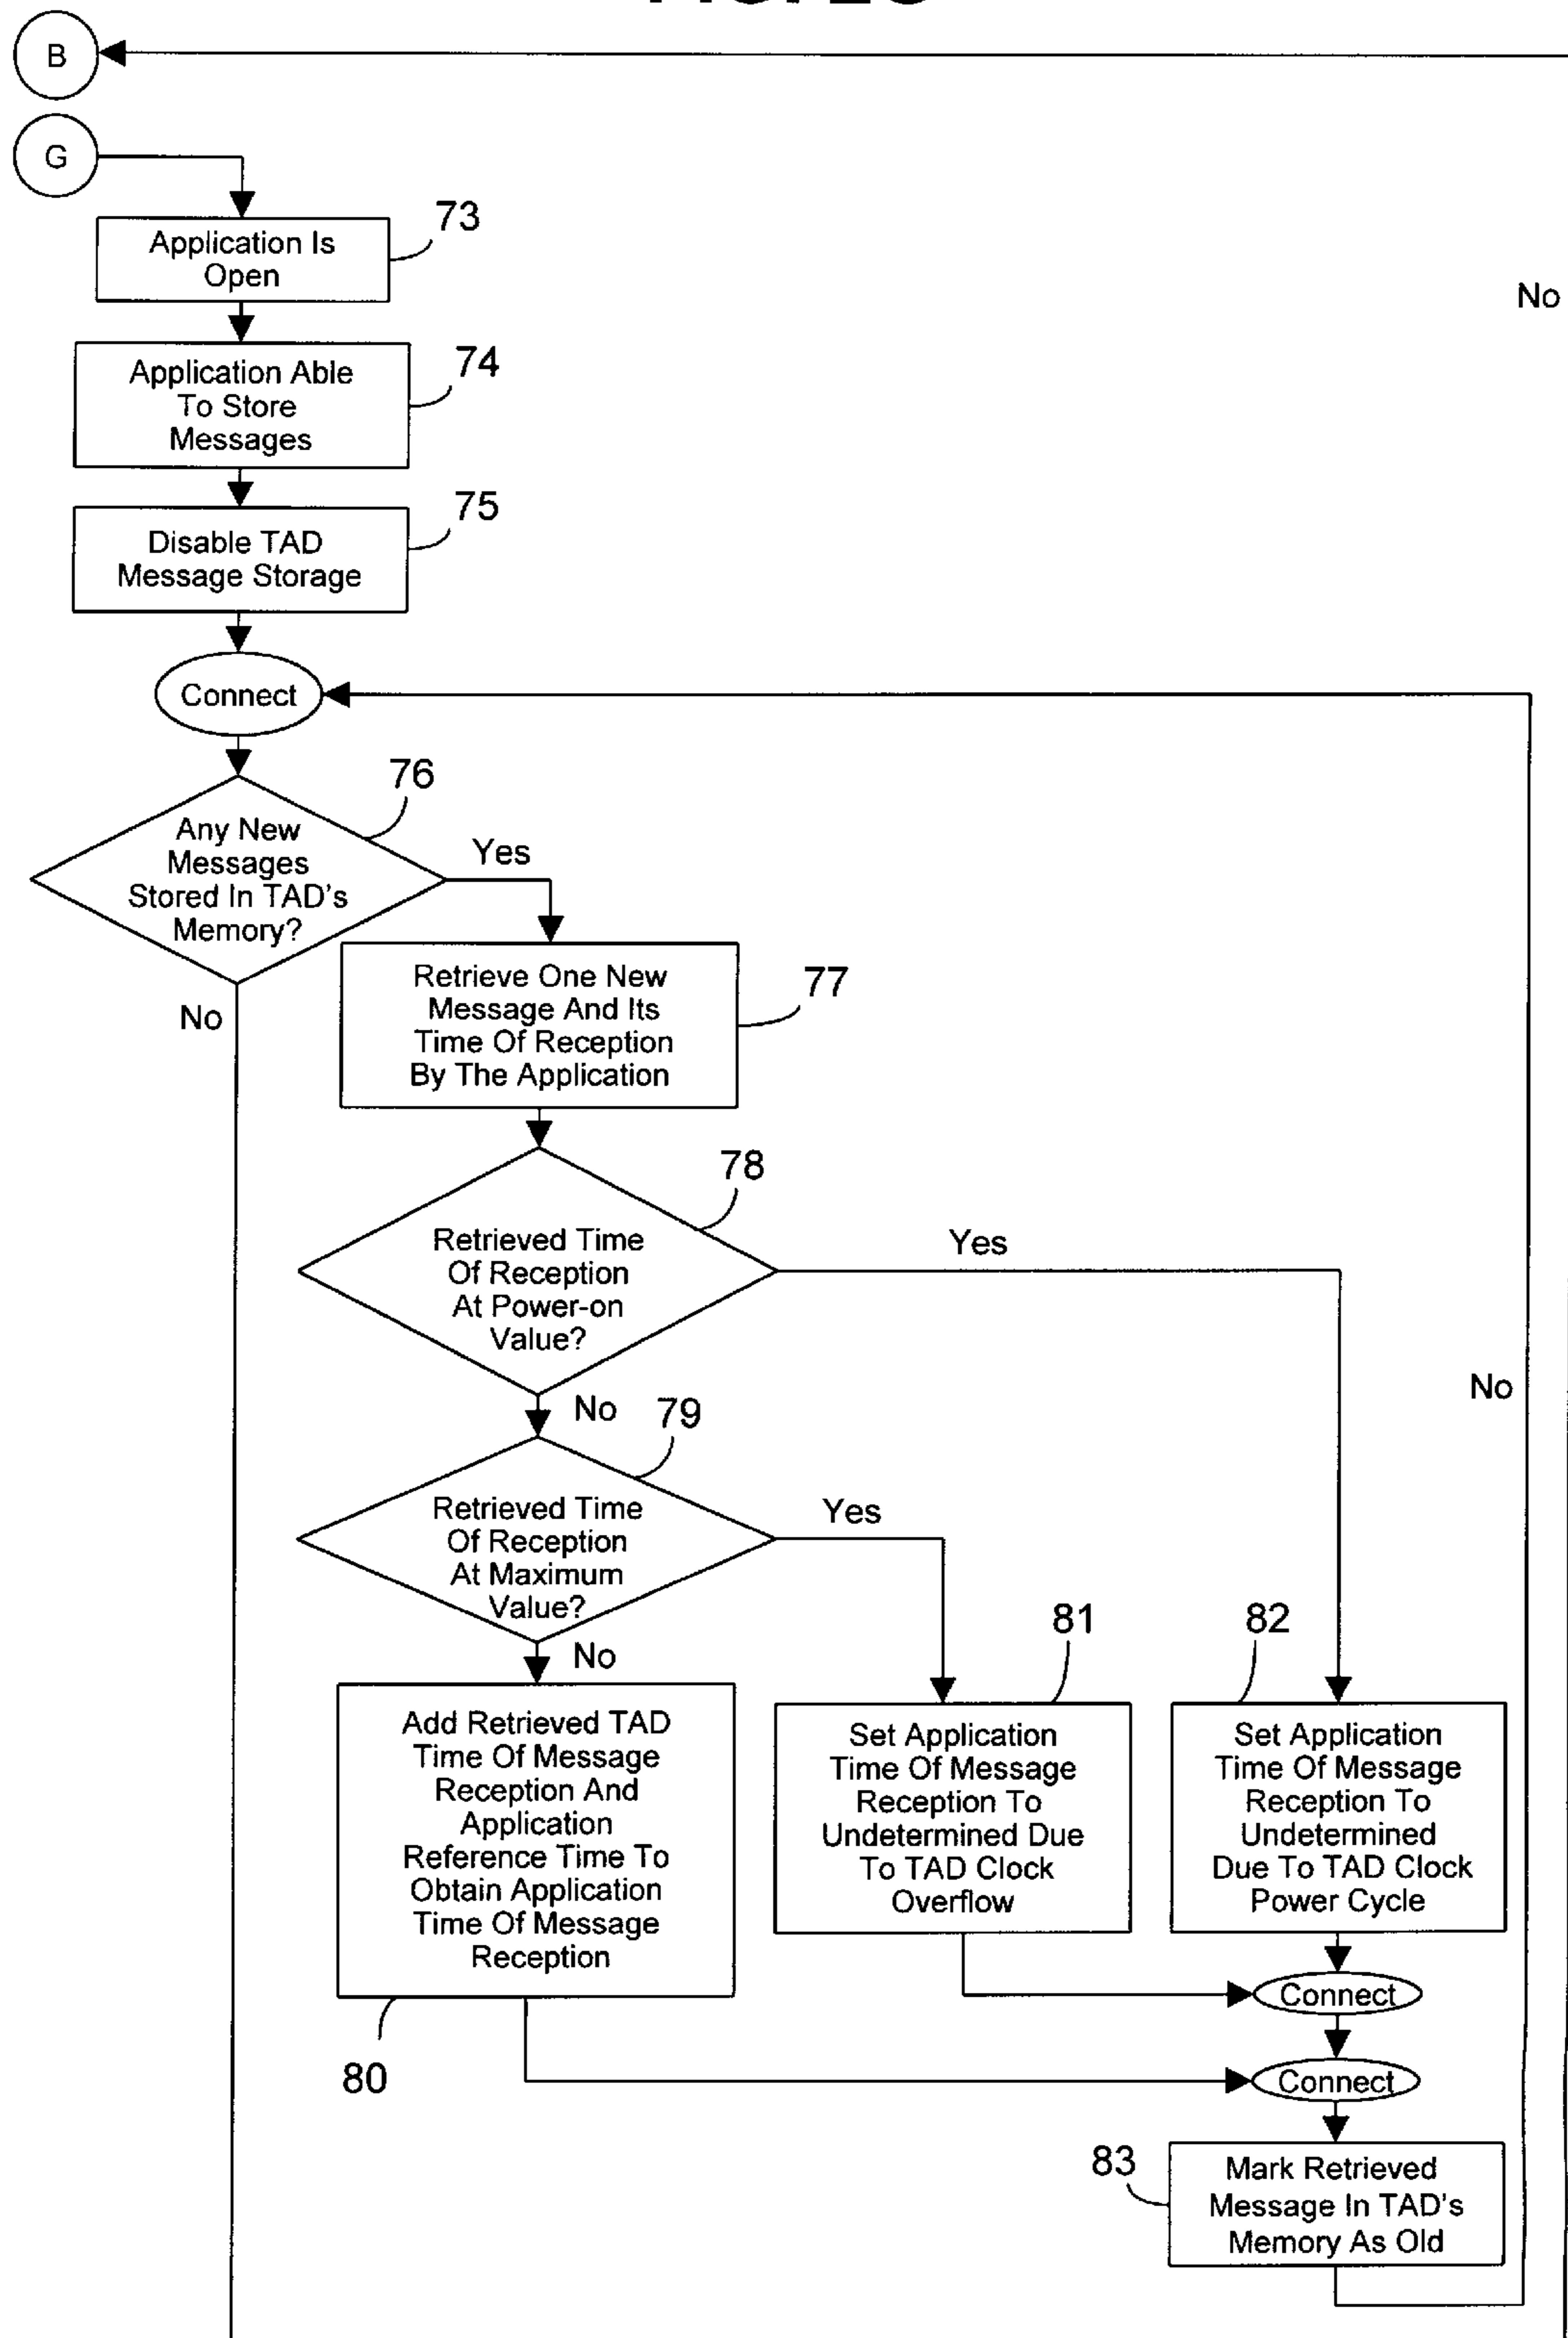 B
G
73
Application Is
Open
No
74
Application Able
To Store
Messages
75
Disable TAD
Message Storage
Connect
76
Any New
Messages
Stored In TAD's
Memory?
Yes
No
77
Retrieve One New
Message And Its
Time Of Reception
By The Application
78
Retrieved Time
Of Reception
At Power-on
Value?
Yes
No
No
79
Retrieved Time
Of Reception
At Maximum
Value?
Yes
No
81
82
Add Retrieved TAD
Time Of Message
Reception And
Application
Reference Time To
Obtain Application
Time Of Message
Reception
80
Set Application
Time Of Message
Reception To
Undetermined Due
To TAD Clock
Overflow
Set Application
Time Of Message
Reception To
Undetermined
Due To TAD Clock
Power Cycle
Connect
Connect
83
Mark Retrieved
Message In TAD's
Memory As Old